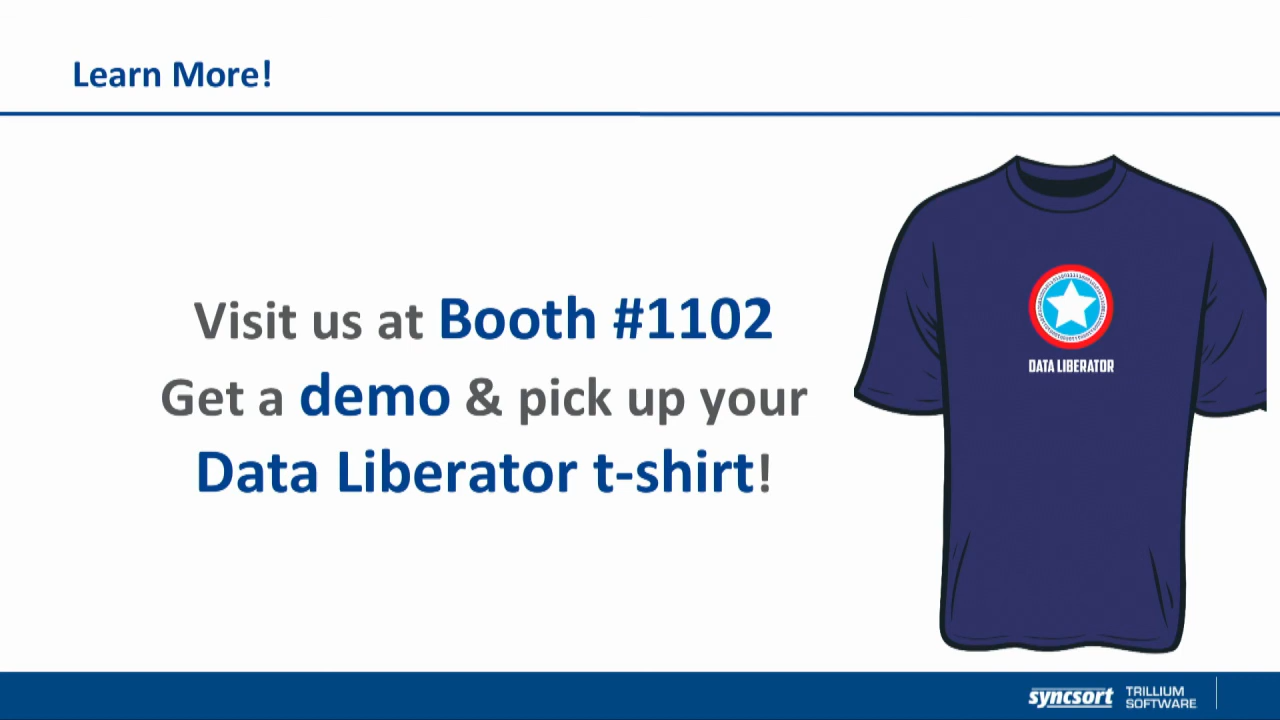 Learn More!
Visit us at Booth #1102
Get a demo & pick up your
Data Liberator t-shirt!
DATA LIBERATOR
syncsort
TRILLIUM
SOFTWARE